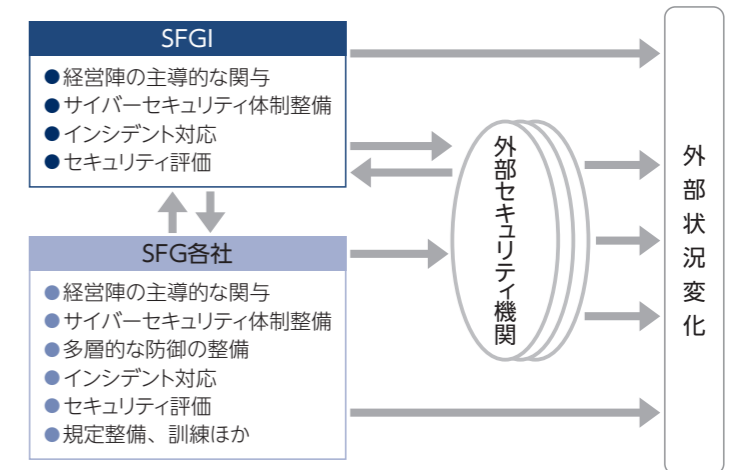 SFGI
●経営陣の主導的な関与
●サイバーセキュリティ体制整備
●インシデント対応
●セキュリティ評価
SFG各社
●経営陣の主導的な関与
●サイバーセキュリティ体制整備
●多層的な防御の整備
●インシデント対応
●セキュリティ評価
●規定整備、訓練ほか
外部セキュリティ機関
外部状況変化